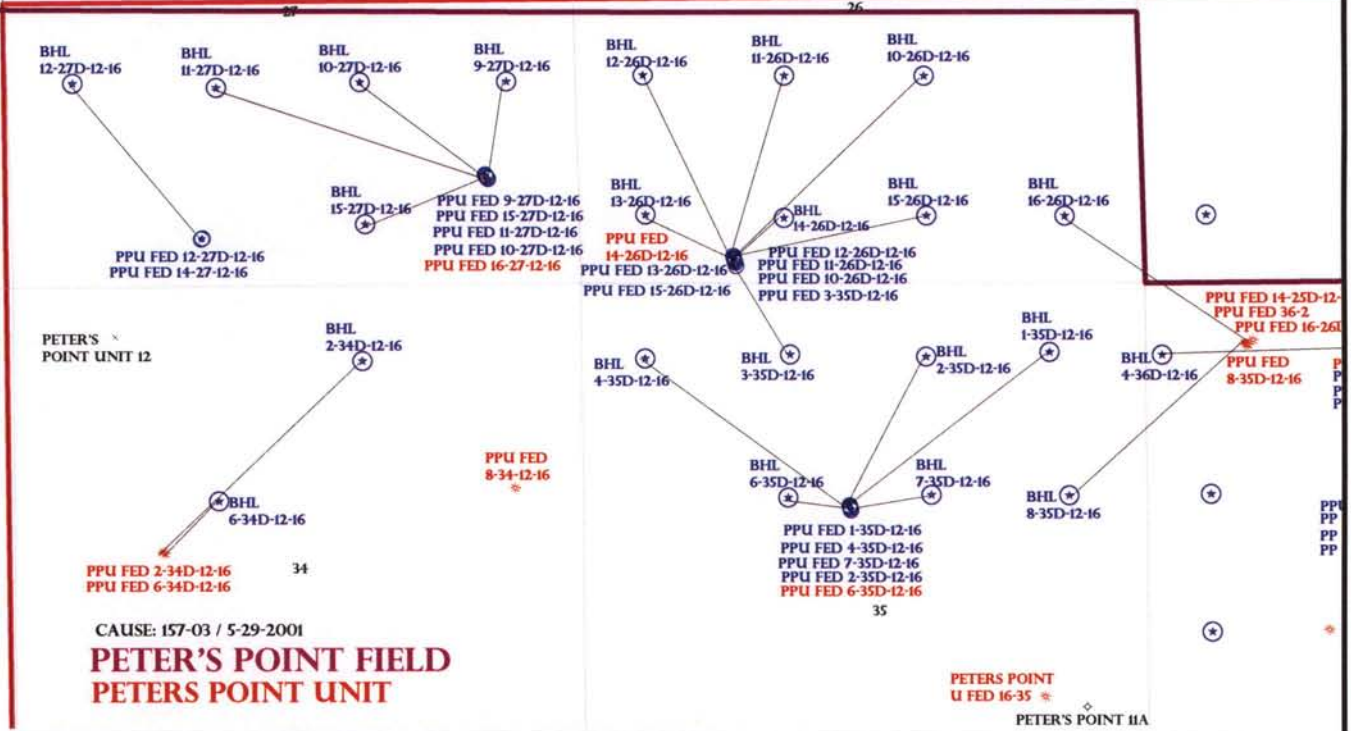 27
26
BHL
12-27D-12-16
BHL
11-27D-12-16
BHL
10-27D-12-16
BHL
9-27D-12-16
BHL
12-26D-12-16
BHL
11-26D-12-16
BHL
10-26D-12-16
BHL
15-27D-12-16
PPU FED 9-27D-12-16
PPU FED 15-27D-12-16
PPU FED 11-27D-12-16
PPU FED 10-27D-12-16
PPU FED 16-27-12-16
PPU FED 12-27D-12-16
PPU FED 14-27-12-16
BHL
13-26D-12-16
PPU FED
14-26D-12-16
PPU FED 13-26D-12-16
PPU FED 15-26D-12-16
BHL
14-26D-12-16
BHL
15-26D-12-16
BHL
16-26D-12-16
PPU FED 12-26D-12-16
PPU FED 11-26D-12-16
PPU FED 10-26D-12-16
PPU FED 3-35D-12-16
PPU FED 14-25D-12-
PPU FED 36-2
PPU FED 16-26D
PPU FED
8-35D-12-16
PETER'S
POINT UNIT 12
BHL
2-34D-12-16
BHL
4-35D-12-16
BHL
3-35D-12-16
BHL
2-35D-12-16
BHL
1-35D-12-16
BHL
4-36D-12-16
P
P
P
P
PPU FED
8-34-12-16
BHL
6-34D-12-16
BHL
6-35D-12-16
BHL
7-35D-12-16
BHL
8-35D-12-16
PPU
PP
PP
PP
PPU FED 2-34D-12-16
PPU FED 6-34D-12-16
34
PPU FED 1-35D-12-16
PPU FED 4-35D-12-16
PPU FED 7-35D-12-16
PPU FED 2-35D-12-16
PPU FED 6-35D-12-16
35
CAUSE: 157-03 / 5-29-2001
PETER'S POINT FIELD
PETERS POINT UNIT
PETERS POINT
U FED 16-35
PETER'S POINT 11A